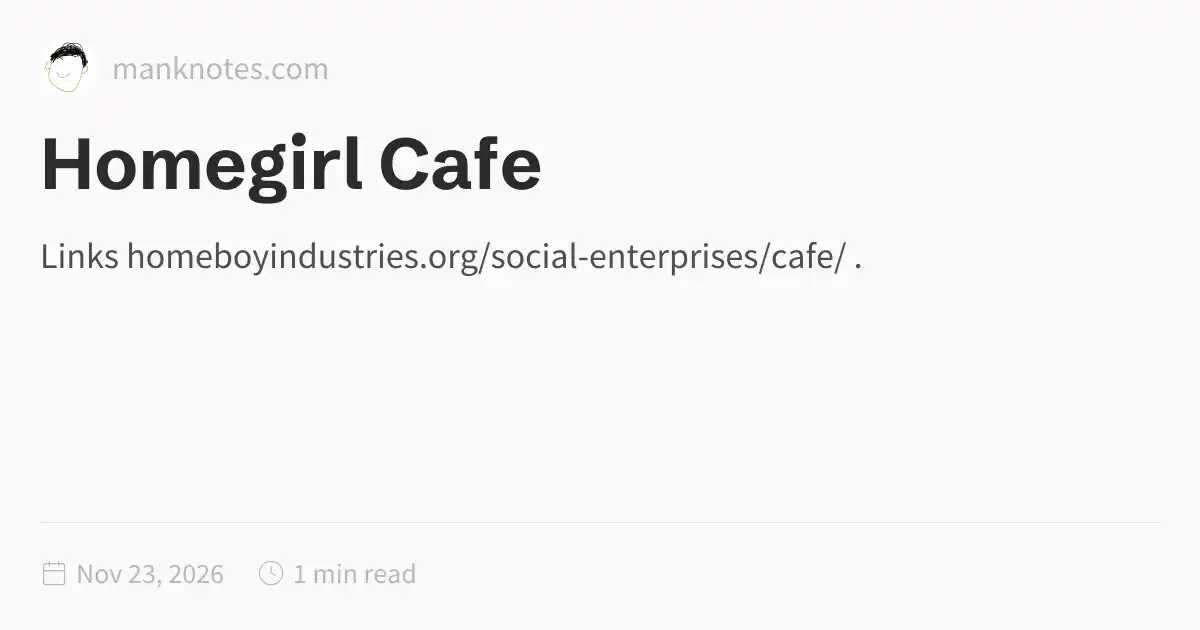 manknotes.com
Homegirl Cafe
Links homeboyindustries.org/social-enterprises/cafe/ .
Nov 23, 2026 1 min read